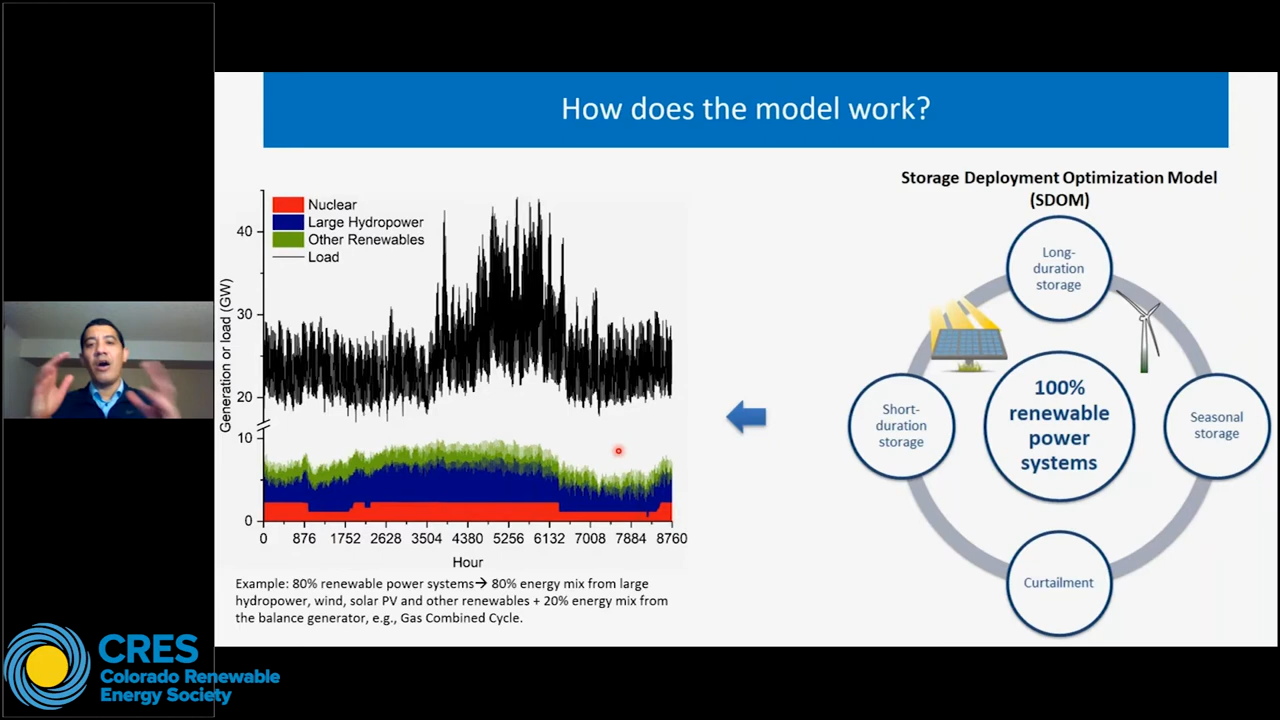 How does the model work?
Storage Deployment Optimization Model
(SDOM)
Nuclear
Large Hydropower
Other Renewables
Load
Generation or load (GW)
40
30
20
10
0
0 876 1752 2628 3504 4380 5256 6132 7008 7884 8760
Hour
Example: 80% renewable power systems→ 80% energy mix from large
hydropower, wind, solar PV and other renewables + 20% energy mix from
the balance generator, e.g., Gas Combined Cycle.
Long-
duration
storage
Short-
duration
storage
100%
renewable
power
systems
Seasonal
storage
Curtailment
CRES
Colorado Renewable
Energy Society